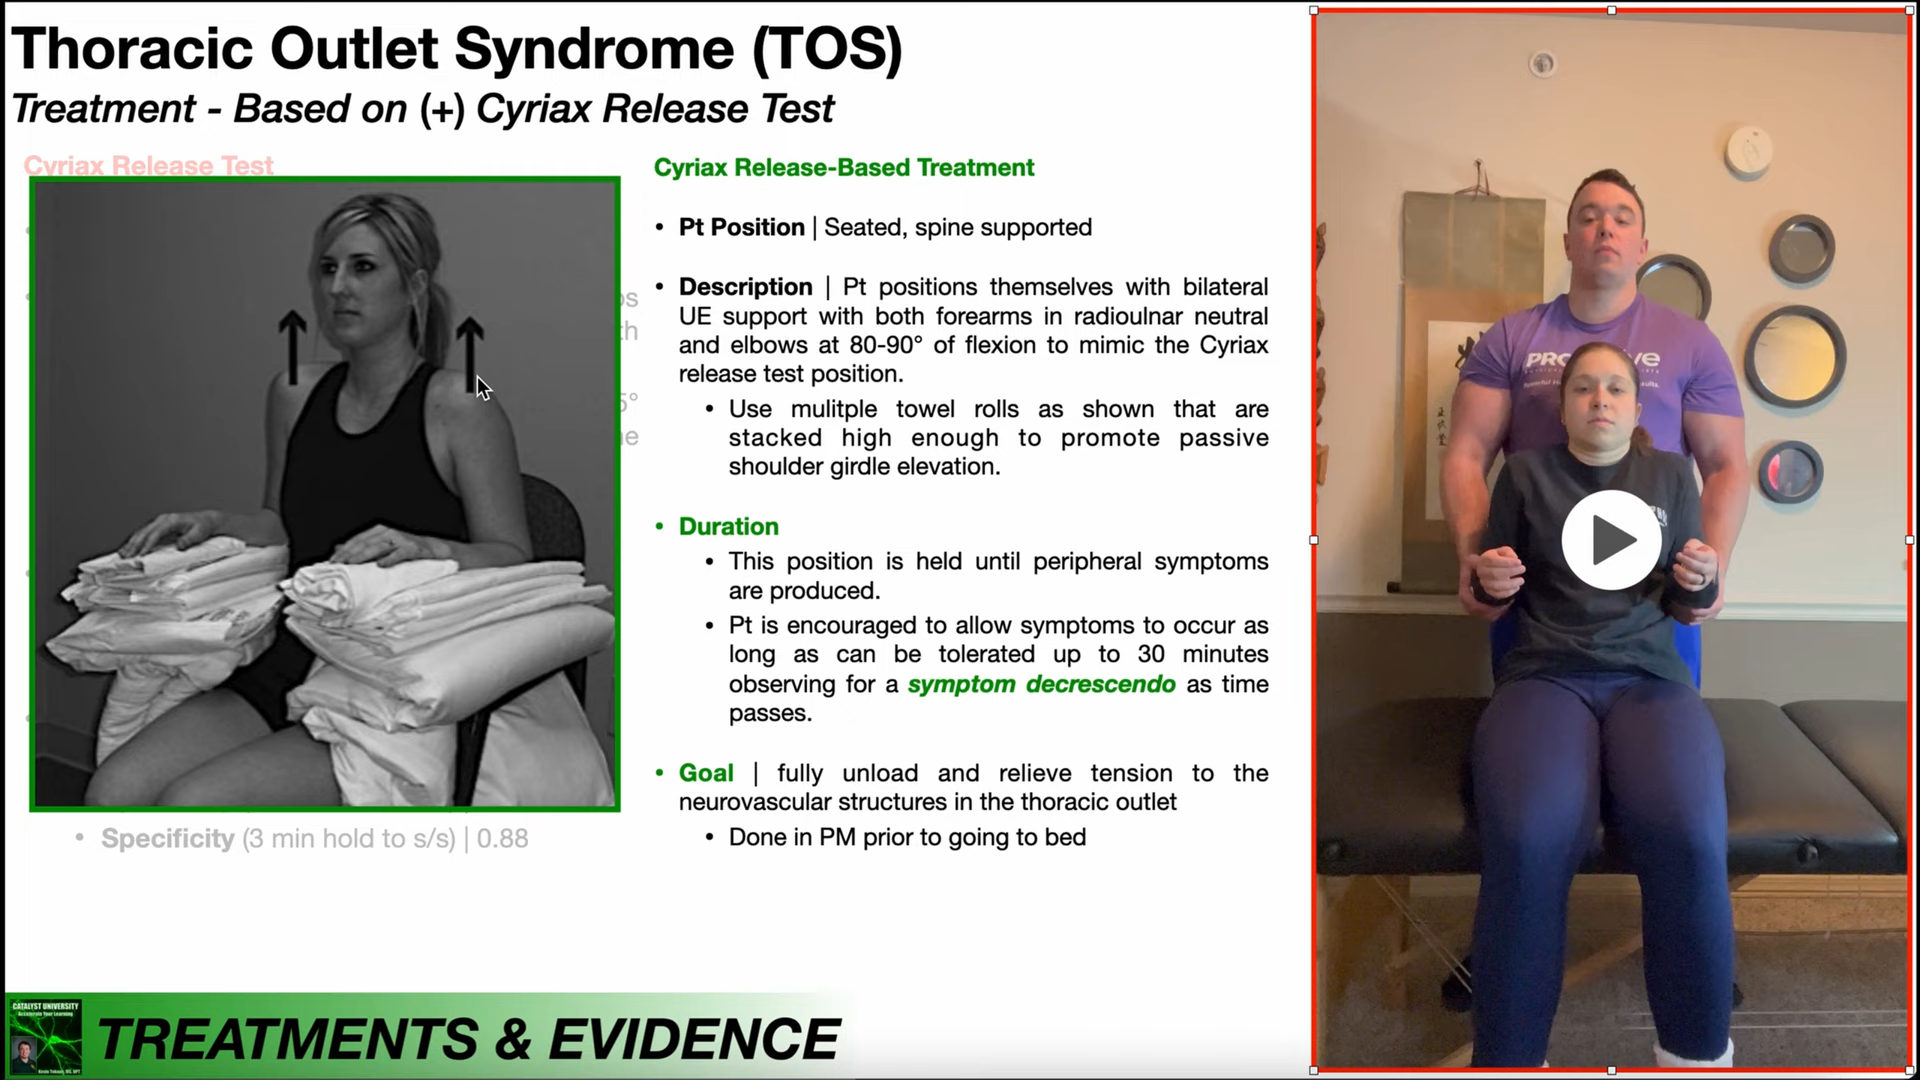 Thoracic Outlet Syndrome (TOS)
Treatment - Based on (+) Cyriax Release Test
Cyriax Release Test
os
th
5°
ne
• Specificity (3 min hold to s/s) | 0.88
Cyriax Release-Based Treatment
• Pt Position | Seated, spine supported
• Description | Pt positions themselves with bilateral
UE support with both forearms in radioulnar neutral
and elbows at 80-90° of flexion to mimic the Cyriax
release test position.
• Use mulitple towel rolls as shown that are
stacked high enough to promote passive
shoulder girdle elevation.
• Duration
• This position is held until peripheral symptoms
are produced.
• Pt is encouraged to allow symptoms to occur as
long as can be tolerated up to 30 minutes
observing for a symptom decrescendo as time
passes.
• Goal | fully unload and relieve tension to the
neurovascular structures in the thoracic outlet
• Done in PM prior to going to bed
CATALYST UNIVERSITY
Accelerate Your Learning
TREATMENTS & EVIDENCE